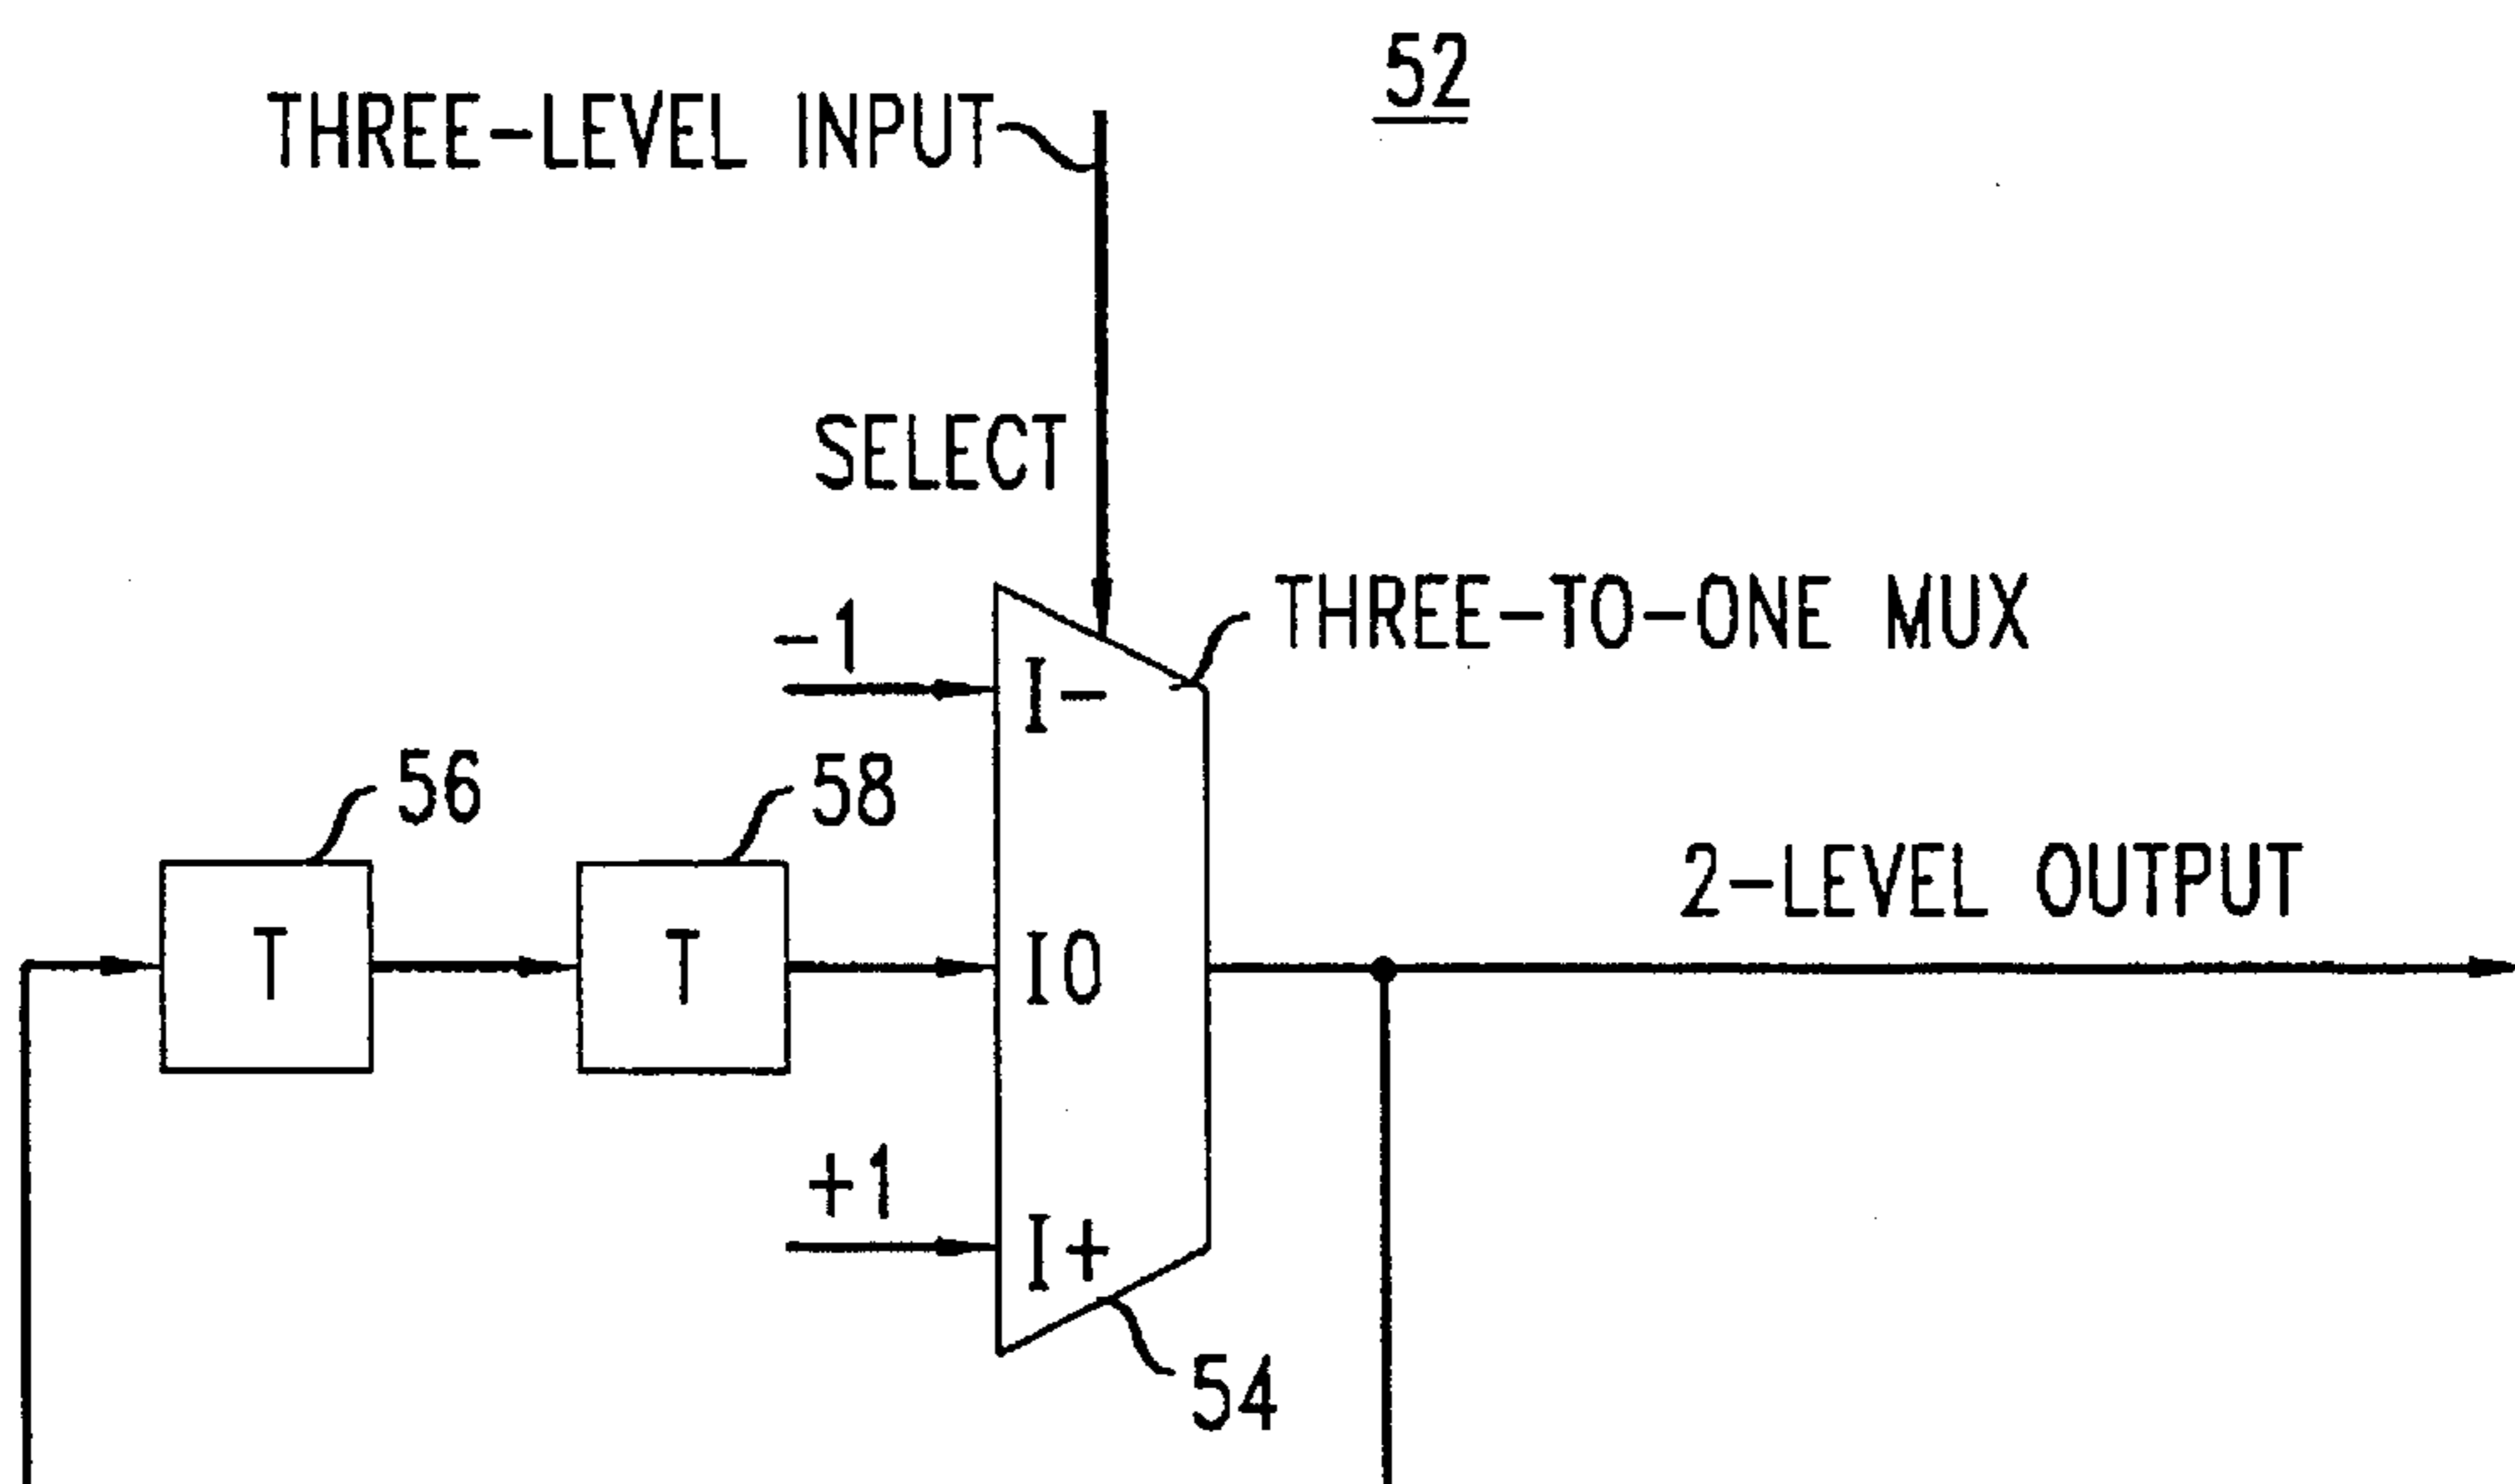 52
THREE-LEVEL INPUT
SELECT
THREE-TO-ONE MUX
-1
I-
56
58
2-LEVEL OUTPUT
T
T
I0
+1
I+
54